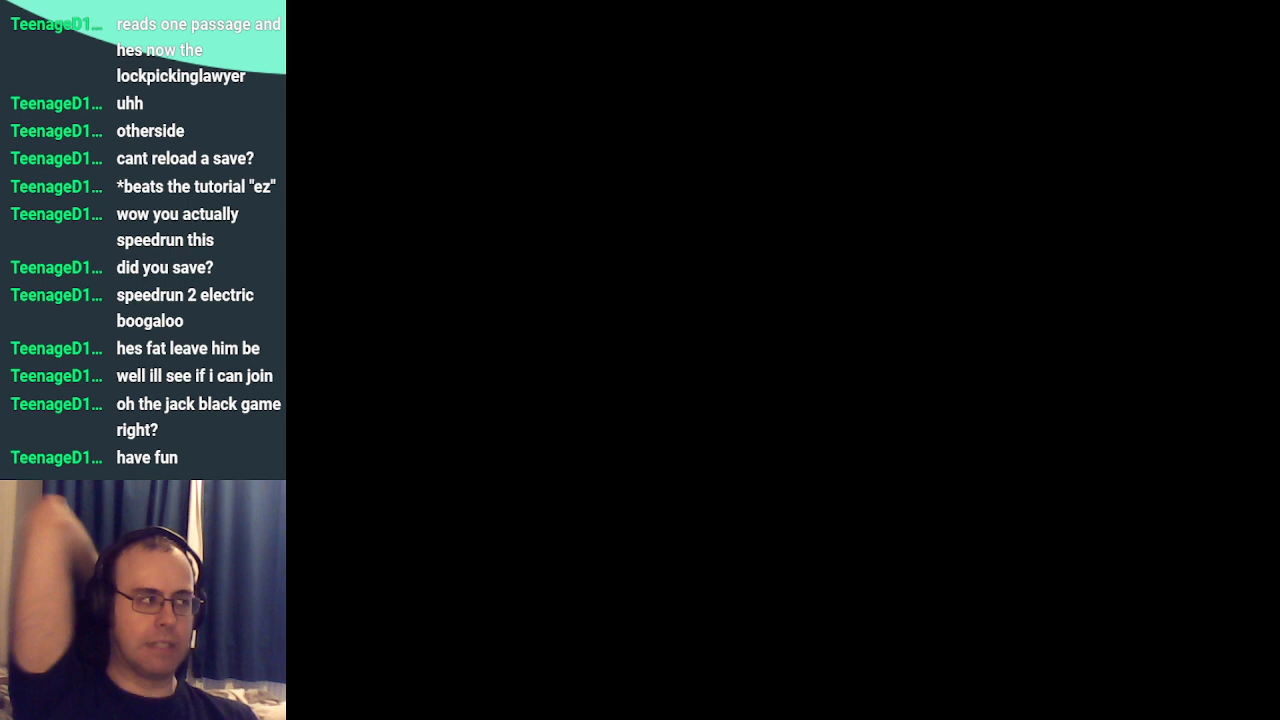 TeenageD1... reads one passage and
hes now the
lockpickinglawyer
TeenageD1... uhh
TeenageD1... otherside
TeenageD1... cant reload a save?
TeenageD1... *beats the tutorial "ez"
TeenageD1... wow you actually
speedrun this
TeenageD1... did you save?
TeenageD1... speedrun 2 electric
boogaloo
TeenageD1... hes fat leave him be
TeenageD1... well ill see if i can join
TeenageD1... oh the jack black game
right?
TeenageD1... have fun